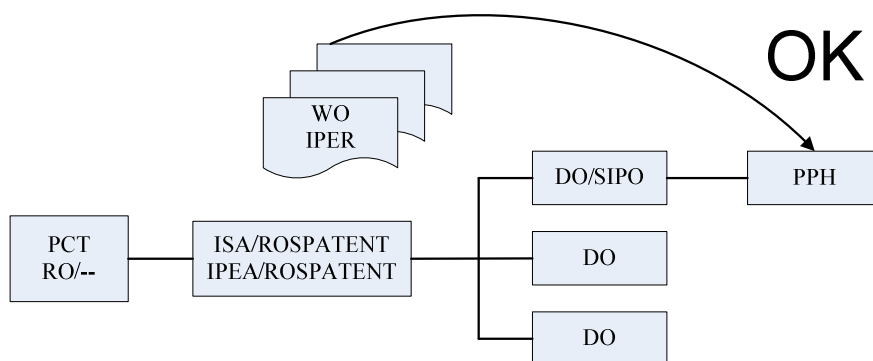 OK
WO
IPER
DO/SIPO
PPH
PCT
RO/--
ISA/ROSPATENT
IPEA/ROSPATENT
DO
DO